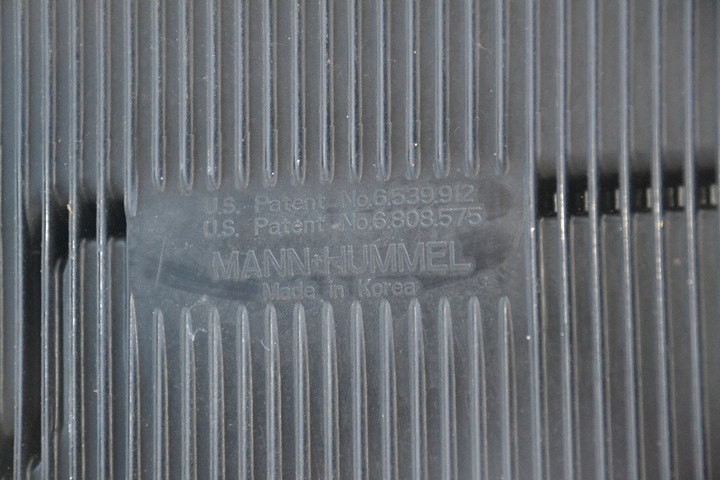 U.S. Patent No.6.539.912
U.S. Patent No.6.808.575
MANN+HUMMEL
Made in Korea